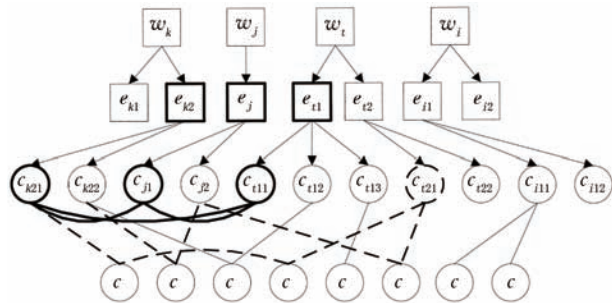 w_k w_j w_t w_i
e_k1 e_k2 e_j e_t1 e_t2 e_i1 e_i2
c_k21 c_k22 c_j1 c_j2 c_t11 c_t12 c_t13 c_t21 c_t22 c_i11 c_i12
c c c c c c c c